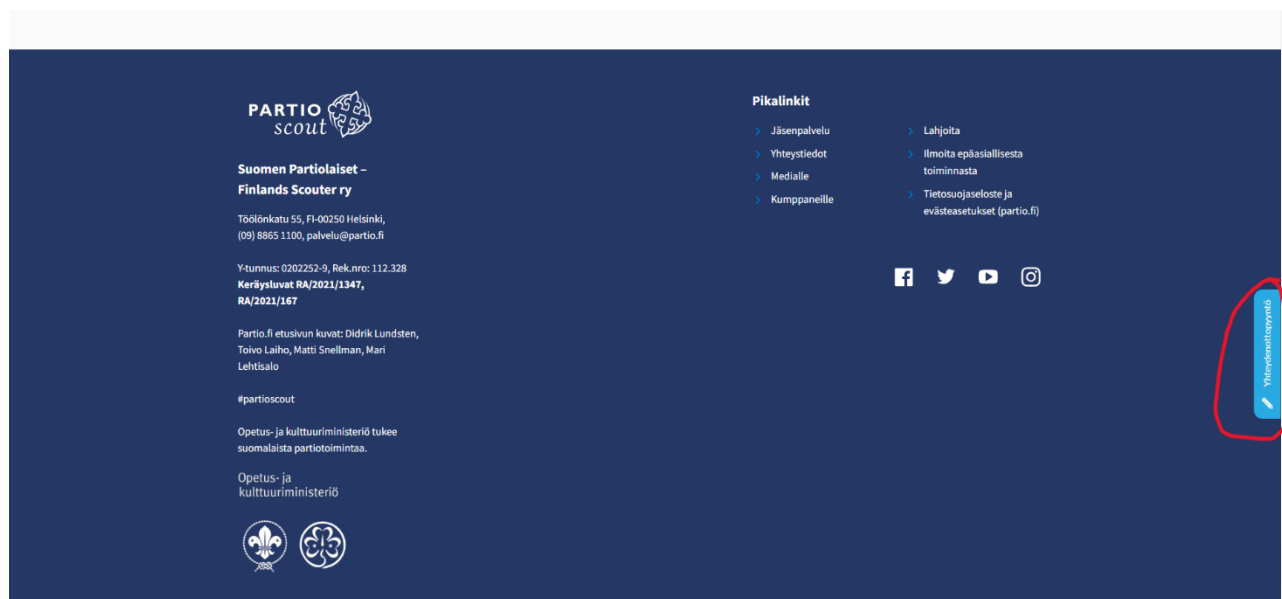 PARTIO
scout
Suomen Partiolaiset –
Finlands Scouter ry
Töölönkatu 55, FI-00250 Helsinki,
(09) 8865 1100, palvelu@partio.fi
Y-tunnus: 0202252-9, Rek.nro: 112.328
Keräysluvat RA/2021/1347,
RA/2021/167
Partio.fi etusivun kuvat: Didrik Lundsten,
Toivo Laiho, Matti Snellman, Mari
Lehtisalo
#partioscout
Opetus- ja kulttuuriministeriö tukee
suomalaista partiotoimintaa.
Opetus- ja
kulttuuriministeriö
Pikalinkit
Jäsenpalvelu
Yhteystiedot
Medialle
Kumppaneille
Lahjoita
Ilmoita epäasiallisesta
toiminnasta
Tietosuojaseloste ja
evästeasetukset (partio.fi)
Yhteydenottopyyntö